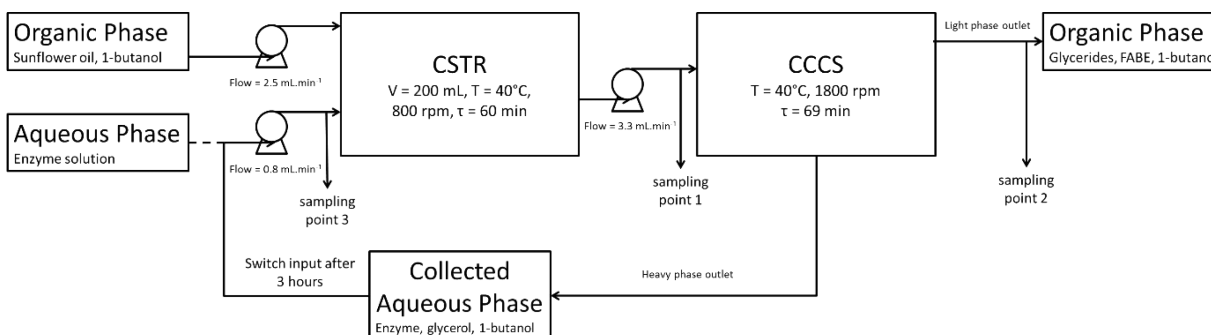 Organic Phase
Sunflower oil, 1-butanol
Flow = 2.5 mL.min⁻¹
Aqueous Phase
Enzyme solution
Flow = 0.8 mL.min⁻¹
sampling
point 3
CSTR
V = 200 mL, T = 40°C,
800 rpm, τ = 60 min
Flow = 3.3 mL.min⁻¹
sampling
point 1
CCCS
T = 40°C, 1800 rpm
τ = 69 min
Light phase outlet
sampling
point 2
Organic Phase
Glycerides, FABE, 1-butanol
Heavy phase outlet
Collected
Aqueous Phase
Enzyme, glycerol, 1-butanol
Switch input after
3 hours